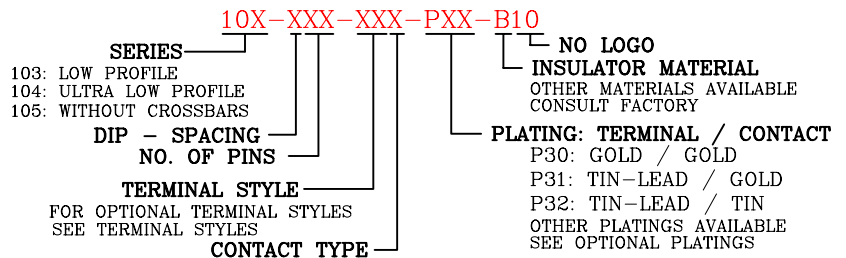 10X-XXX-XXX-PXX-B10
SERIES
103: LOW PROFILE
104: ULTRA LOW PROFILE
105: WITHOUT CROSSBARS
DIP - SPACING
NO. OF PINS
TERMINAL STYLE
FOR OPTIONAL TERMINAL STYLES
SEE TERMINAL STYLES
CONTACT TYPE
NO LOGO
INSULATOR MATERIAL
OTHER MATERIALS AVAILABLE
CONSULT FACTORY
PLATING: TERMINAL / CONTACT
P30: GOLD / GOLD
P31: TIN-LEAD / GOLD
P32: TIN-LEAD / TIN
OTHER PLATINGS AVAILABLE
SEE OPTIONAL PLATINGS